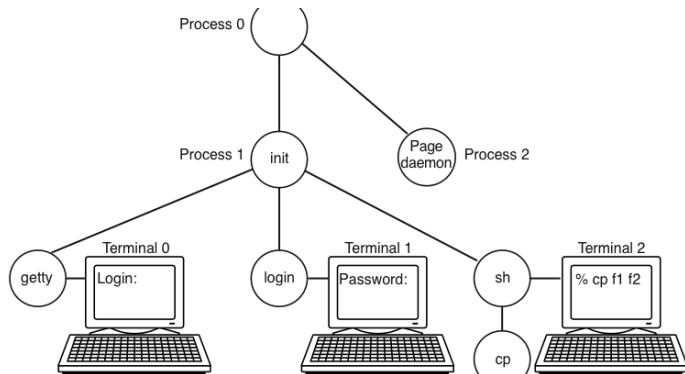 Process 0
Process 1
init
Page
daemon
Process 2
Terminal 0
Terminal 1
Terminal 2
getty
Login:
login
Password:
sh
% cp f1 f2
cp